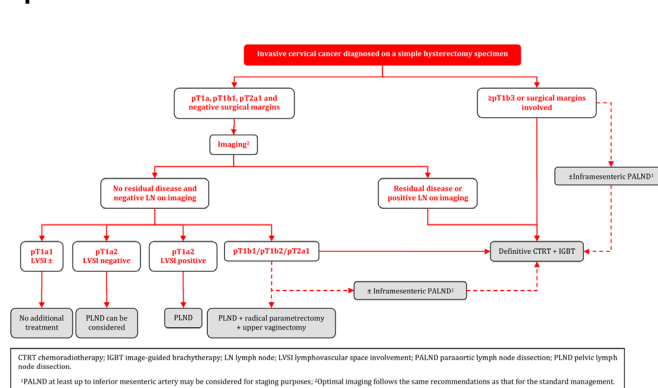 Invasive cervical cancer diagnosed on a simple hysterectomy specimen
pT1a, pT1b1, pT2a1 and
negative surgical margins
≥pT1b3 or surgical margins
involved
Imaging²
±Inframesenteric PALND¹
No residual disease and
negative LN on imaging
Residual disease or
positive LN on imaging
pT1a1
LVSI ±
pT1a2
LVSI negative
pT1a2
LVSI positive
pT1b1/pT1b2/pT2a1
Definitive CTRT + IGBT
± Inframesenteric PALND¹
No additional
treatment
PLND can be
considered
PLND
PLND + radical parametrectomy
+ upper vaginectomy
CTRT chemoradiotherapy; IGBT image-guided brachytherapy; LN lymph node; LVSI lymphovascular space involvement; PALND paraaortic lymph node dissection; PLND pelvic lymph
node dissection.
¹PALND at least up to inferior mesenteric artery may be considered for staging purposes; ²Optimal imaging follows the same recommendations as that for the standard management.